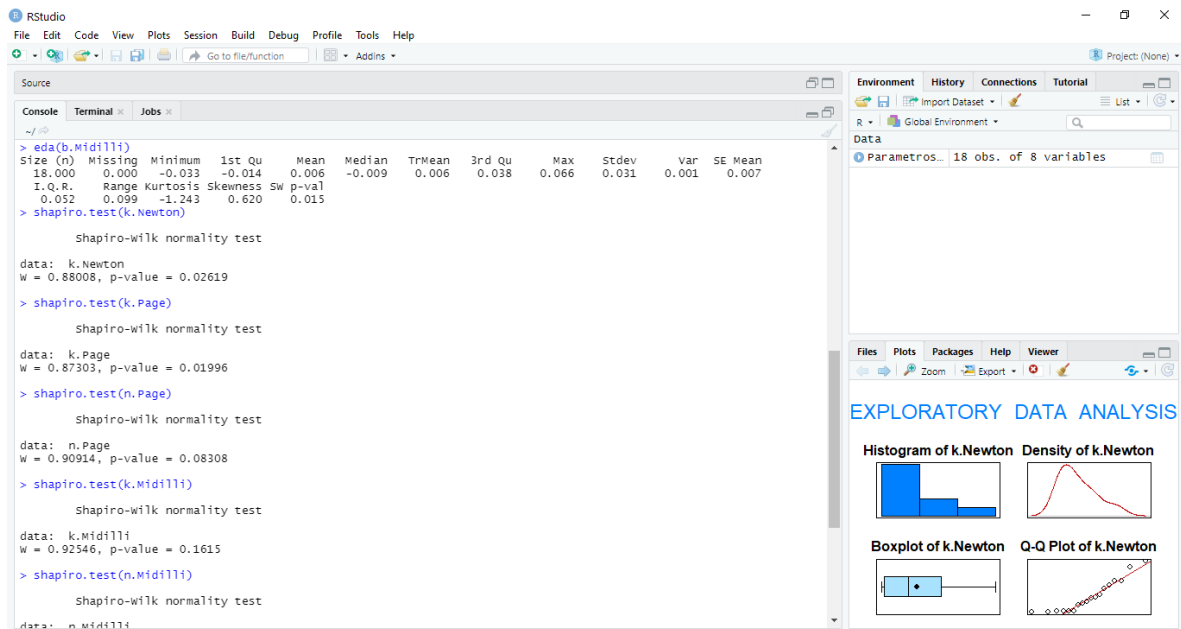 RStudio
File Edit Code View Plots Session Build Debug Profile Tools Help
Go to file/function Addins Project: (None)
Source
Console Terminal Jobs
~/
> eda(b.Midilli)
Size (n) Missing Minimum 1st Qu Mean Median TrMean 3rd Qu Max Stdev Var SE Mean
18.000 0.000 -0.033 -0.014 0.006 -0.009 0.006 0.038 0.066 0.031 0.001 0.007
I.Q.R. Range Kurtosis Skewness SW p-val
0.052 0.099 -1.243 0.620 0.015
> shapiro.test(k.Newton)
Shapiro-Wilk normality test
data: k.Newton
W = 0.88008, p-value = 0.02619
> shapiro.test(k.Page)
Shapiro-Wilk normality test
data: k.Page
W = 0.87303, p-value = 0.01996
> shapiro.test(n.Page)
Shapiro-Wilk normality test
data: n.Page
W = 0.90914, p-value = 0.08308
> shapiro.test(k.Midilli)
Shapiro-Wilk normality test
data: k.Midilli
W = 0.92546, p-value = 0.1615
> shapiro.test(n.Midilli)
Shapiro-Wilk normality test
data: n.Midilli
Environment History Connections Tutorial
Import Dataset List
R Global Environment
Data
Parametros… 18 obs. of 8 variables
Files Plots Packages Help Viewer
Zoom Export
EXPLORATORY DATA ANALYSIS
Histogram of k.Newton Density of k.Newton
Boxplot of k.Newton Q-Q Plot of k.Newton